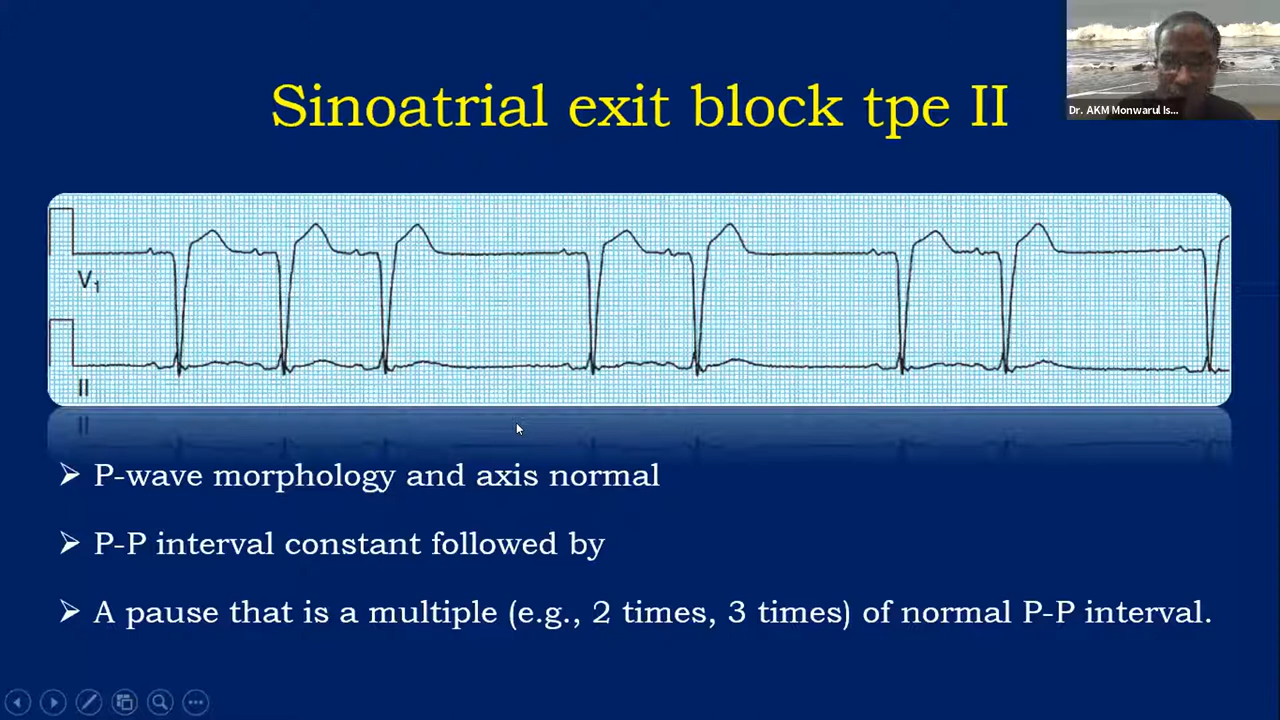 Dr. AKM Monwarul Is...
Sinoatrial exit block tpe II
V1
II
II
➢ P-wave morphology and axis normal
➢ P-P interval constant followed by
➢ A pause that is a multiple (e.g., 2 times, 3 times) of normal P-P interval.